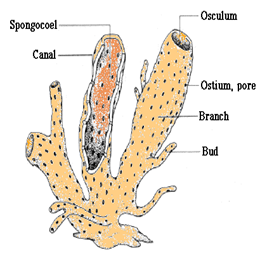 Osculum
Spongocoel
Canal
Ostium, pore
Branch
Bud